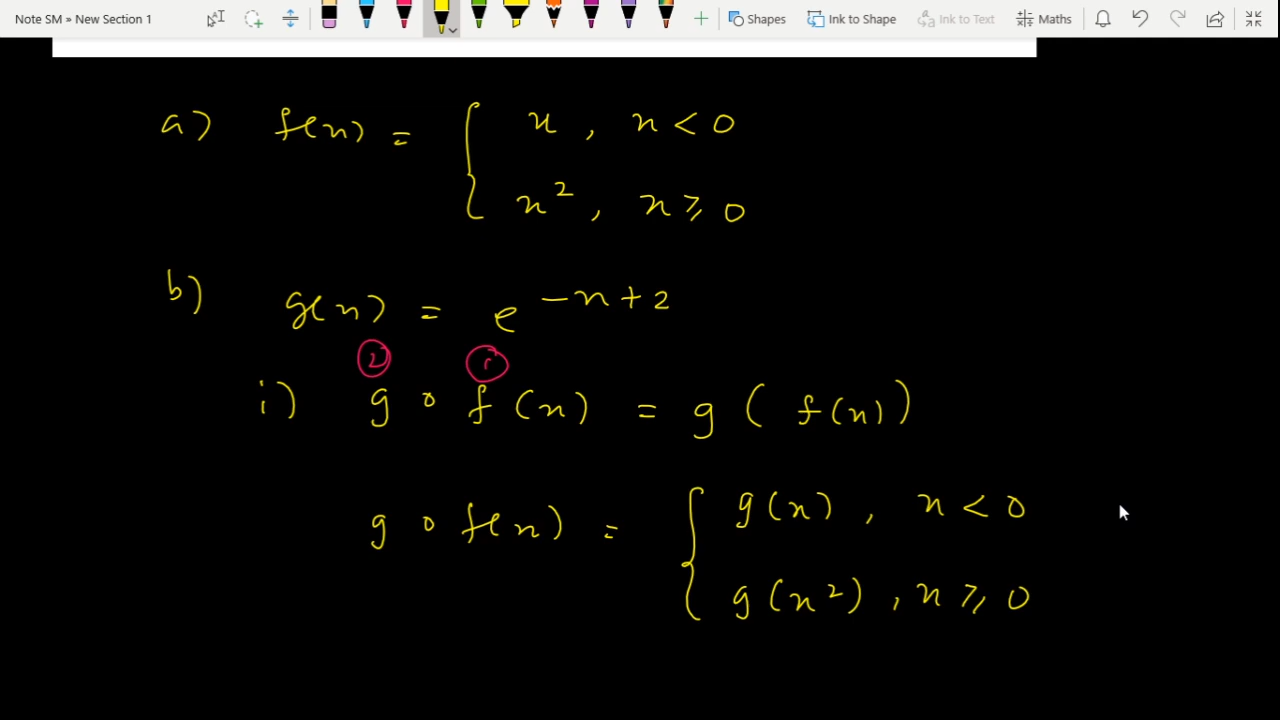 Note SM » New Section 1 Shapes Ink to Shape Ink to Text Maths
a) f(x) = { x , x < 0
x², x ≥ 0
b) g(x) = e^{-x+2}
② ①
i) g ∘ f(x) = g(f(x))
g ∘ f(x) = { g(x), x < 0
g(x²), x ≥ 0